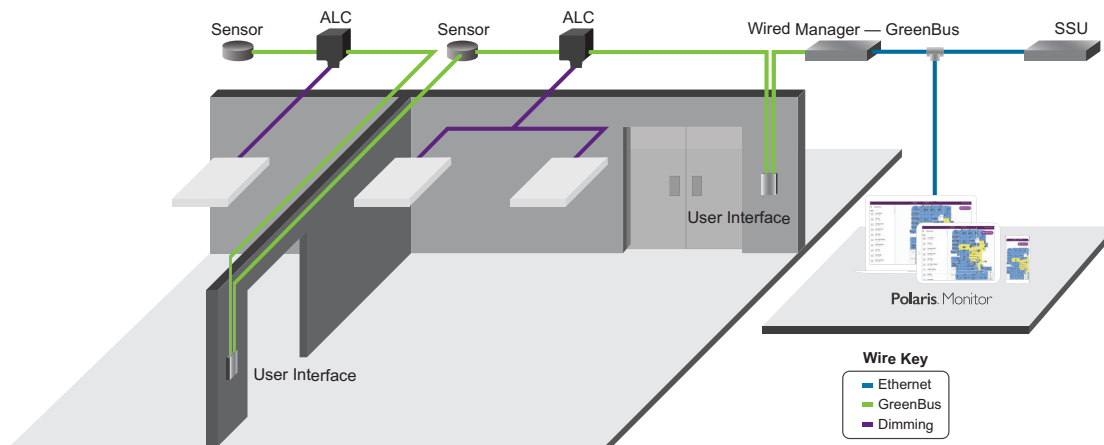 Sensor
ALC
Sensor
ALC
Wired Manager — GreenBus
SSU
User Interface
Polaris. Monitor
User Interface
Wire Key
Ethernet
GreenBus
Dimming